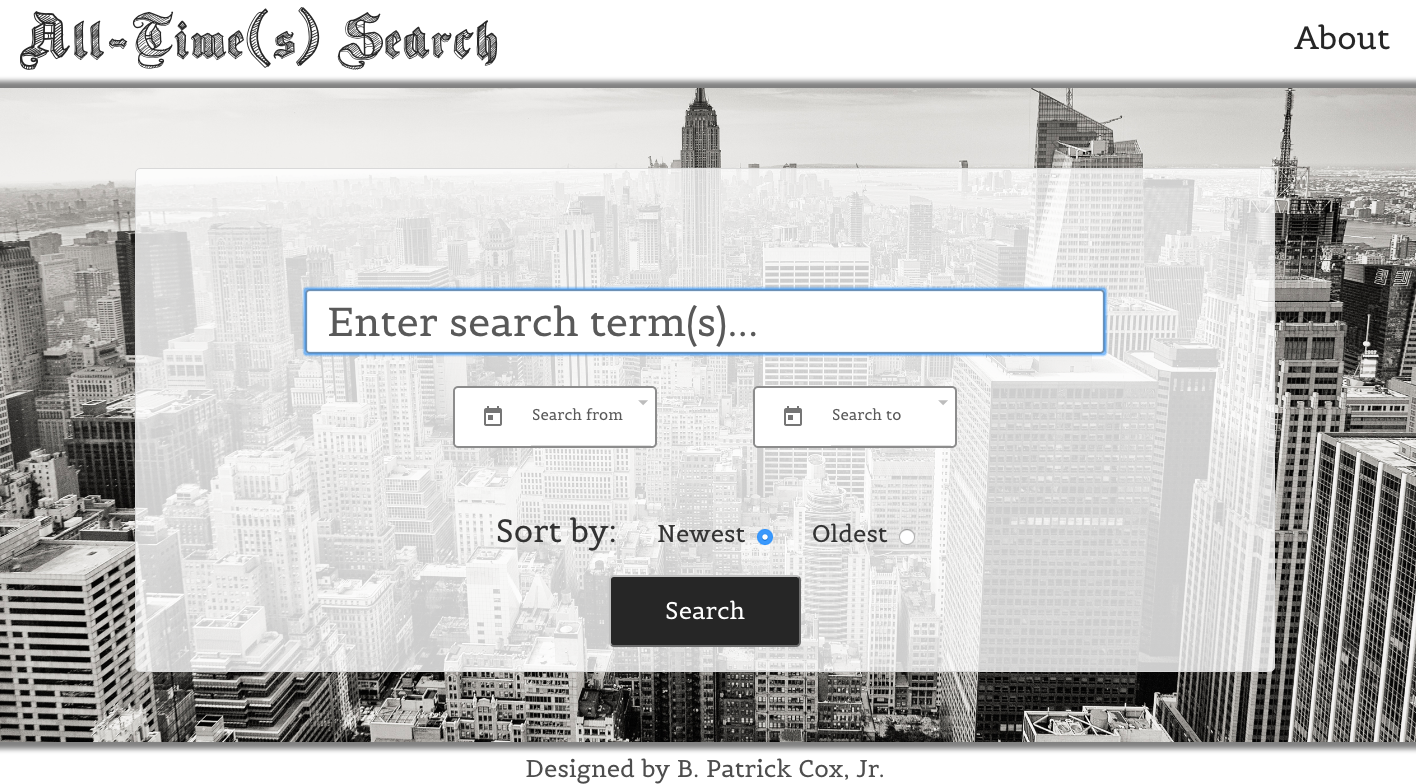 All-Time(s) Search
About
Enter search term(s)...
Search from
Search to
Sort by: Newest Oldest
Search
Designed by B. Patrick Cox, Jr.